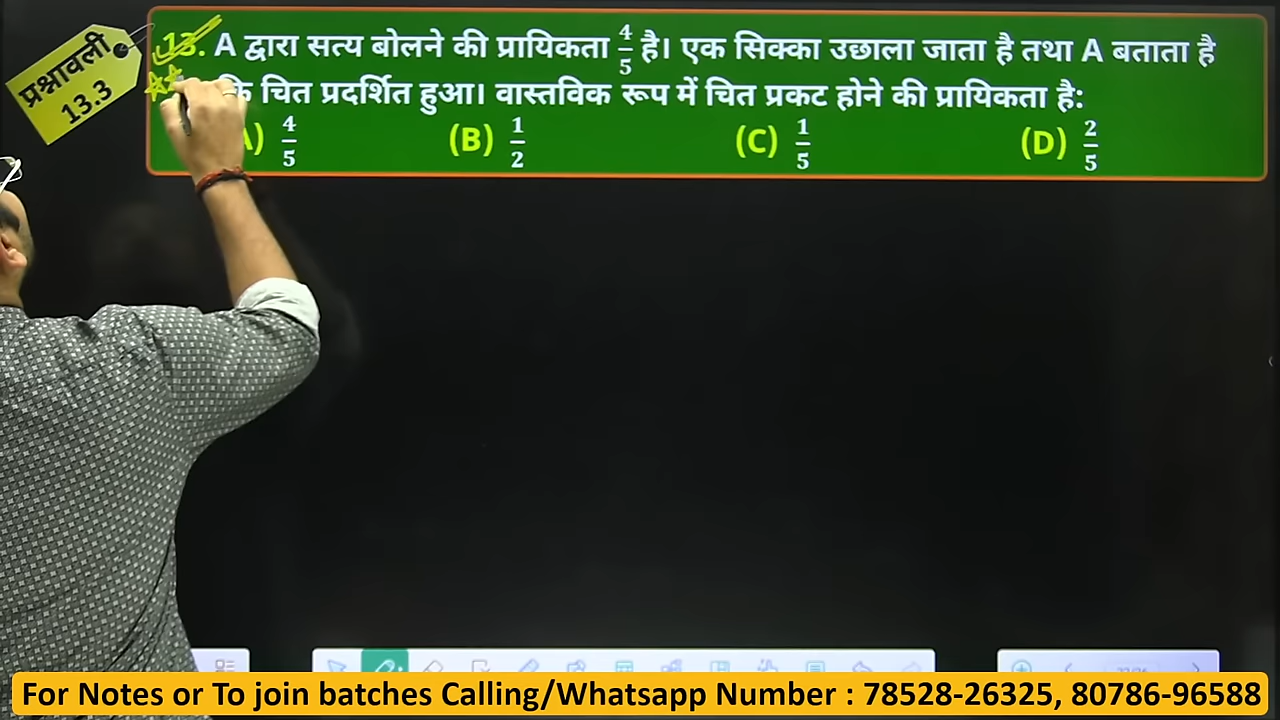 प्रश्नावली
13.3
13. A द्वारा सत्य बोलने की प्रायिकता 4/5 है। एक सिक्का उछाला जाता है तथा A बताता है
कि चित प्रदर्शित हुआ। वास्तविक रूप में चित प्रकट होने की प्रायिकता है:
A) 4/5 (B) 1/2 (C) 1/5 (D) 2/5
For Notes or To join batches Calling/Whatsapp Number : 78528-26325, 80786-96588